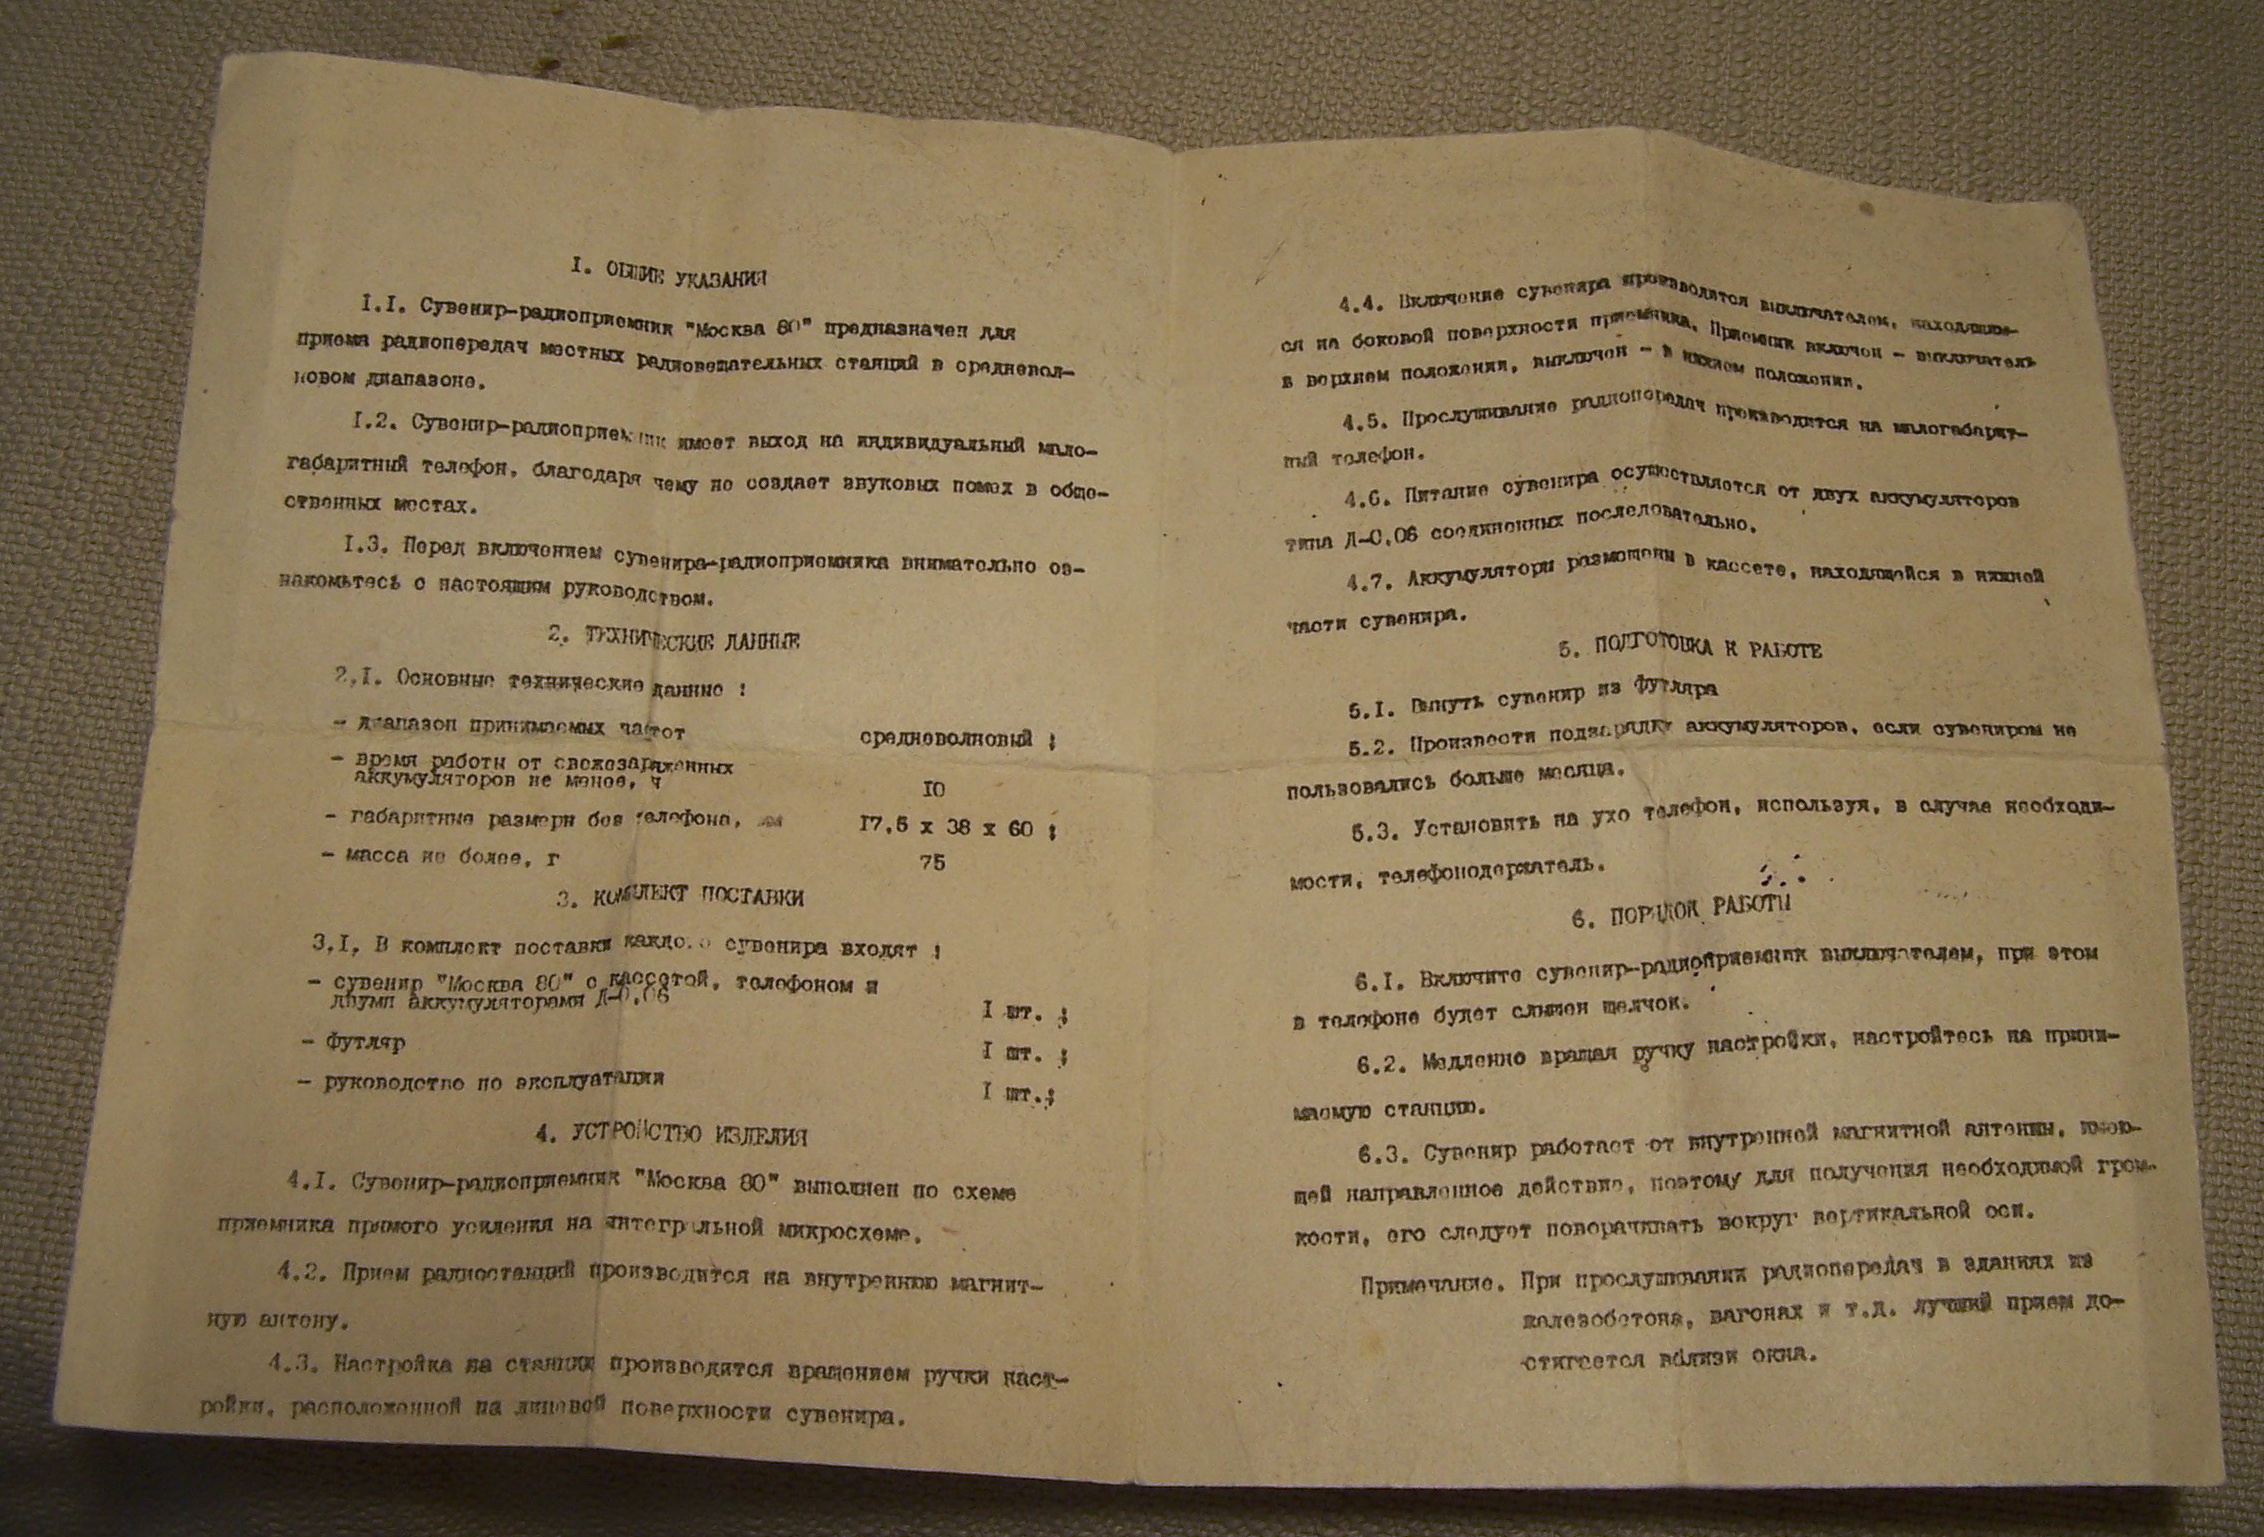 I. ОБЩИЕ УКАЗАНИЯ
I.I. Сувенир-радиоприемник "Москва 80" предназначен для
приема радиопередач местных радиовещательных станций в средневол-
новом диапазоне.
I.2. Сувенир-радиоприемник имеет выход на индивидуальный мало-
габаритный телефон, благодаря чему не создает звуковых помех в обще-
ственных местах.
I.3. Перед включением сувенира-радиоприемника внимательно оз-
накомьтесь с настоящим руководством.
2. ТЕХНИЧЕСКИЕ ДАННЫЕ
2.I. Основные технические данные :
- диапазон принимаемых частот средневолновый ;
- время работы от свежезаряженных
аккумуляторов не менее, ч IO
- габаритные размеры без телефона, мм I7,5 x 38 x 60 ;
- масса не более, г 75
3. КОМПЛЕКТ ПОСТАВКИ
3.I. В комплект поставки каждого сувенира входят :
- сувенир "Москва 80" с кассетой, телефоном и
двумя аккумуляторами Д-0,06 I шт. ;
- футляр I шт. ;
- руководство по эксплуатации I шт.;
4. УСТРОЙСТВО ИЗДЕЛИЯ
4.I. Сувенир-радиоприемник "Москва 80" выполнен по схеме
приемника прямого усиления на интегральной микросхеме.
4.2. Прием радиостанций производится на внутреннюю магнит-
ную антену.
4.3. Настройка на станции производится вращением ручки наст-
ройки, расположенной на лицевой поверхности сувенира.
4.4. Включение сувенира производится выключателем, находящим-
ся на боковой поверхности приемника. Приемник включен - выключатель
в верхнем положении, выключен - в нижнем положении.
4.5. Прослушивание радиопередач производится на малогабарит-
ный телефон.
4.6. Питание сувенира осуществляется от двух аккумуляторов
типа Д-0,06 соединенных последовательно.
4.7. Аккумуляторы размещены в кассете, находящейся в нижней
части сувенира.
5. ПОДГОТОВКА К РАБОТЕ
5.I. Вынуть сувенир из футляра
5.2. Произвести подзарядку аккумуляторов, если сувениром не
пользовались больше месяца.
5.3. Установить на ухо телефон, используя, в случае необходи-
мости, телефонодержатель.
6. ПОРЯДОК РАБОТЫ
6.I. Включите сувенир-радиоприемник выключателем, при этом
в телефоне будет слышен щелчок.
6.2. Медленно вращая ручку настройки, настройтесь на прини-
маемую станцию.
6.3. Сувенир работает от внутренней магнитной антенны, имею-
щей направленное действие, поэтому для получения необходимой гром-
кости, его следует поворачивать вокруг вертикальной оси.
Примечание. При прослушивании радиопередач в зданиях из
железобетона, вагонах и т.д. лучший прием до-
стигается вблизи окна.